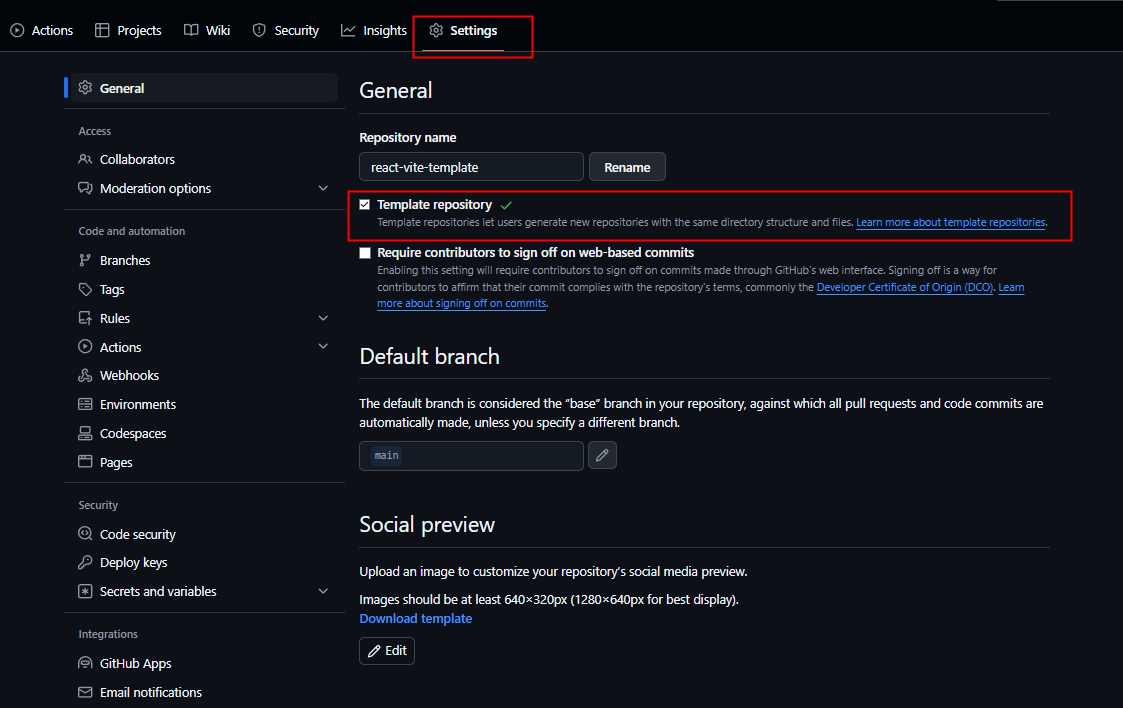 Actions Projects Wiki Security Insights Settings
General
Access
Collaborators
Moderation options
Code and automation
Branches
Tags
Rules
Actions
Webhooks
Environments
Codespaces
Pages
Security
Code security
Deploy keys
Secrets and variables
Integrations
GitHub Apps
Email notifications
General
Repository name
react-vite-template Rename
Template repository
Template repositories let users generate new repositories with the same directory structure and files. Learn more about template repositories.
Require contributors to sign off on web-based commits
Enabling this setting will require contributors to sign off on commits made through GitHub's web interface. Signing off is a way for
contributors to affirm that their commit complies with the repository's terms, commonly the Developer Certificate of Origin (DCO). Learn
more about signing off on commits.
Default branch
The default branch is considered the “base” branch in your repository, against which all pull requests and code commits are
automatically made, unless you specify a different branch.
main
Social preview
Upload an image to customize your repository's social media preview.
Images should be at least 640×320px (1280×640px for best display).
Download template
Edit